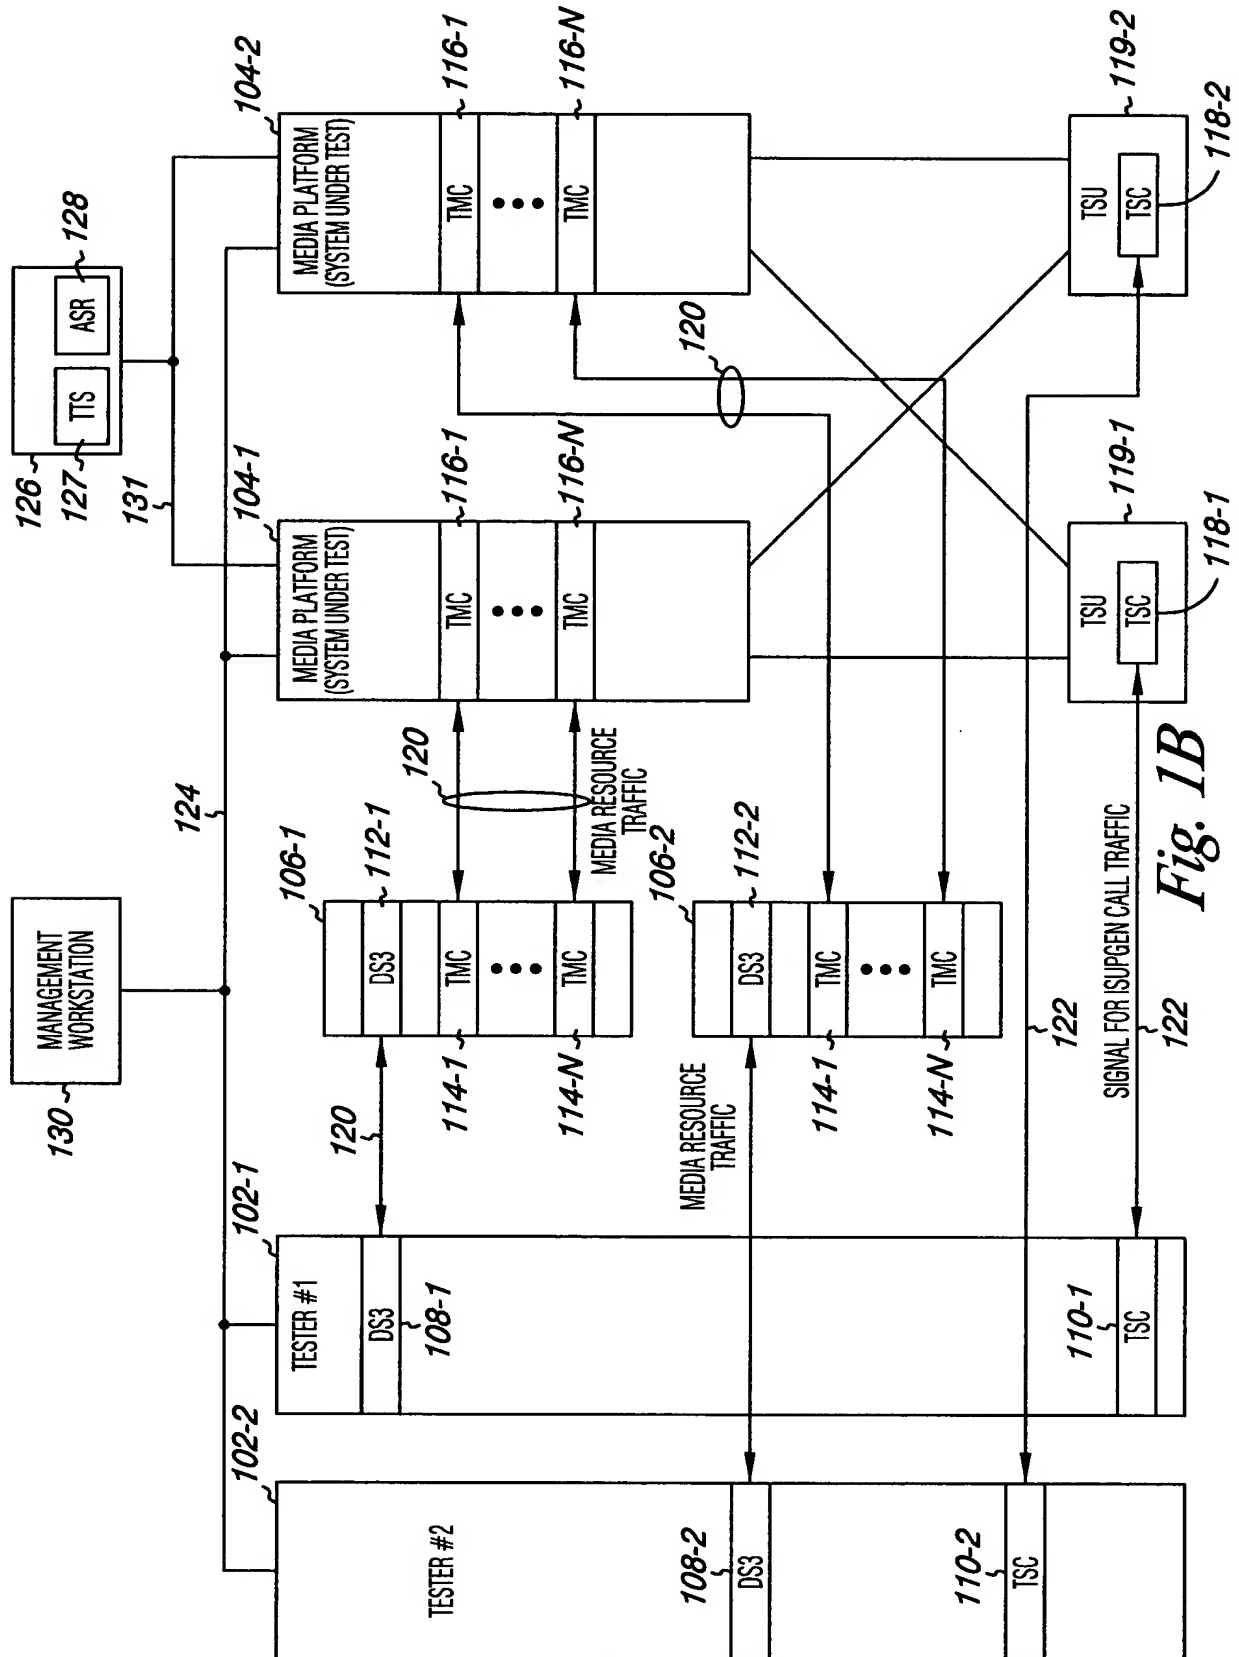 130
MANAGEMENT
WORKSTATION
126
TTS
ASR
127
128
131
124
102-2
TESTER #2
108-2
DS3
110-2
TSC
102-1
TESTER #1
DS3
108-1
110-1
TSC
120
106-1
DS3
112-1
114-1
TMC
114-N
TMC
120
MEDIA RESOURCE
TRAFFIC
MEDIA RESOURCE
TRAFFIC
106-2
DS3
112-2
114-1
TMC
114-N
TMC
104-1
MEDIA PLATFORM
(SYSTEM UNDER TEST)
TMC
116-1
TMC
116-N
104-2
MEDIA PLATFORM
(SYSTEM UNDER TEST)
TMC
116-1
TMC
116-N
120
122
SIGNAL FOR ISUPGEN CALL TRAFFIC
122
119-1
TSU
TSC
118-1
119-2
TSU
TSC
118-2
Fig. 1B